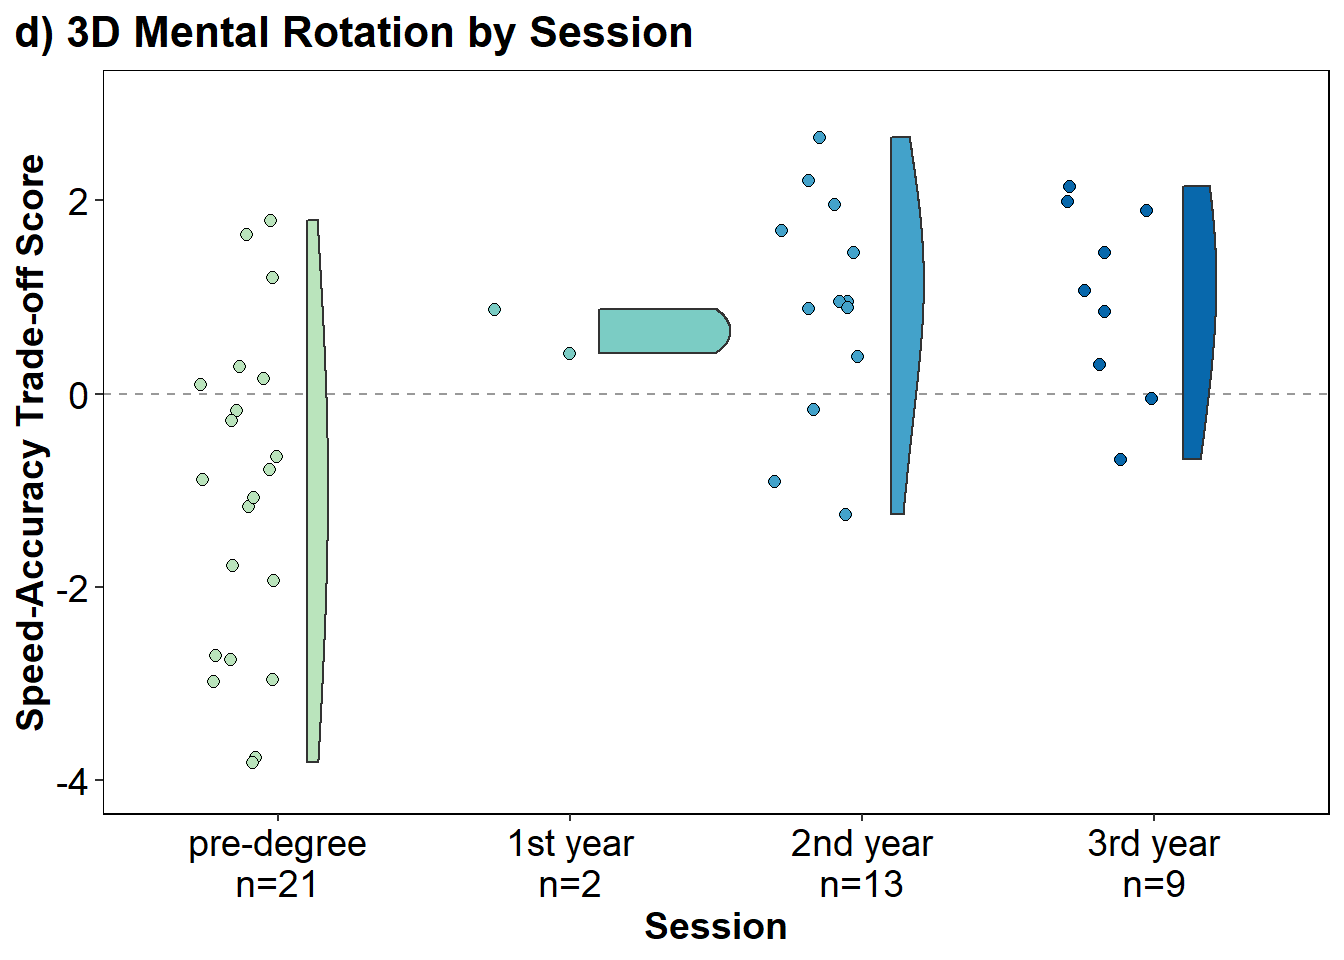 d) 3D Mental Rotation by Session
Speed-Accuracy Trade-off Score
2
0
-2
-4
pre-degree 1st year 2nd year 3rd year
n=21 n=2 n=13 n=9
Session